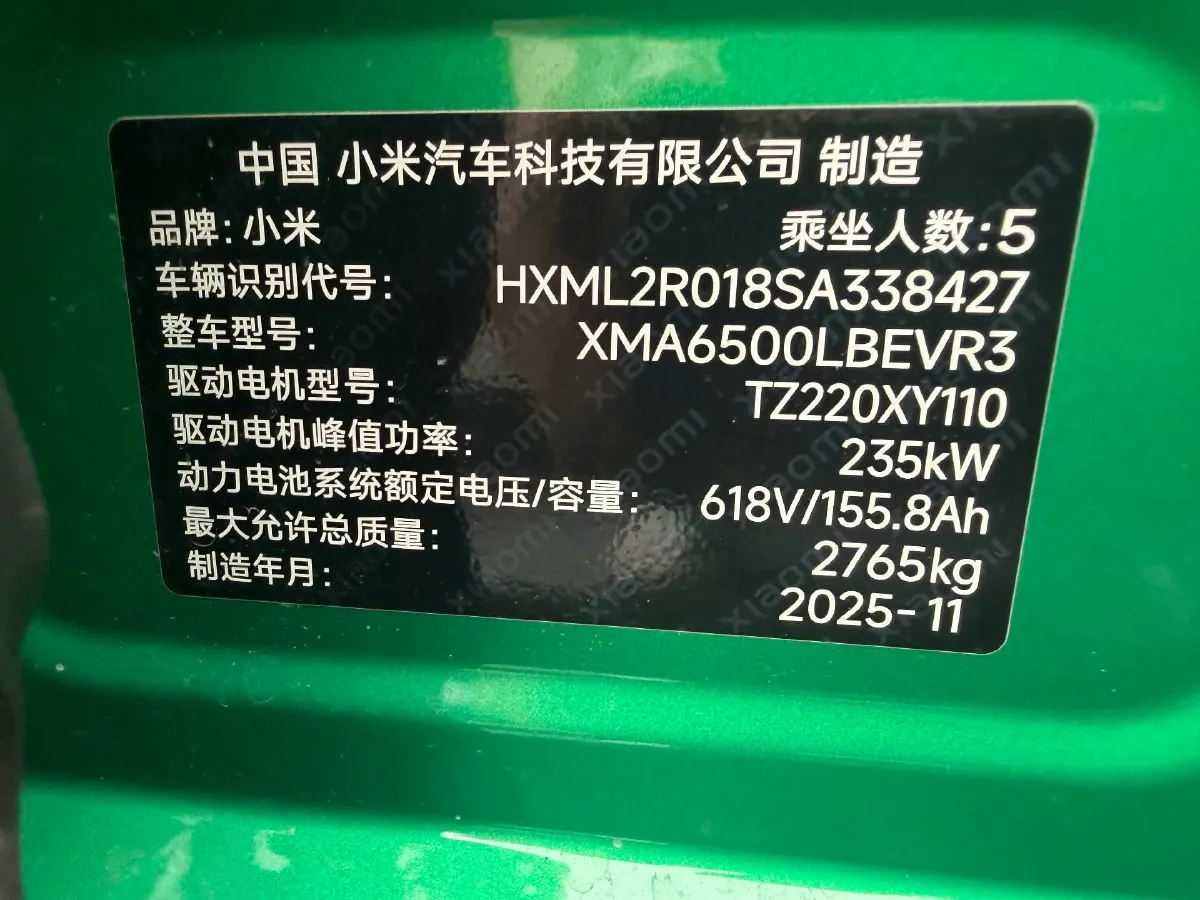 中国 小米汽车科技有限公司 制造
品牌:小米 乘坐人数:5
车辆识别代号: HXML2R018SA338427
整车型号: XMA6500LBEVR3
驱动电机型号: TZ220XY110
驱动电机峰值功率: 235kW
动力电池系统额定电压/容量: 618V/155.8Ah
最大允许总质量: 2765kg
制造年月: 2025-11